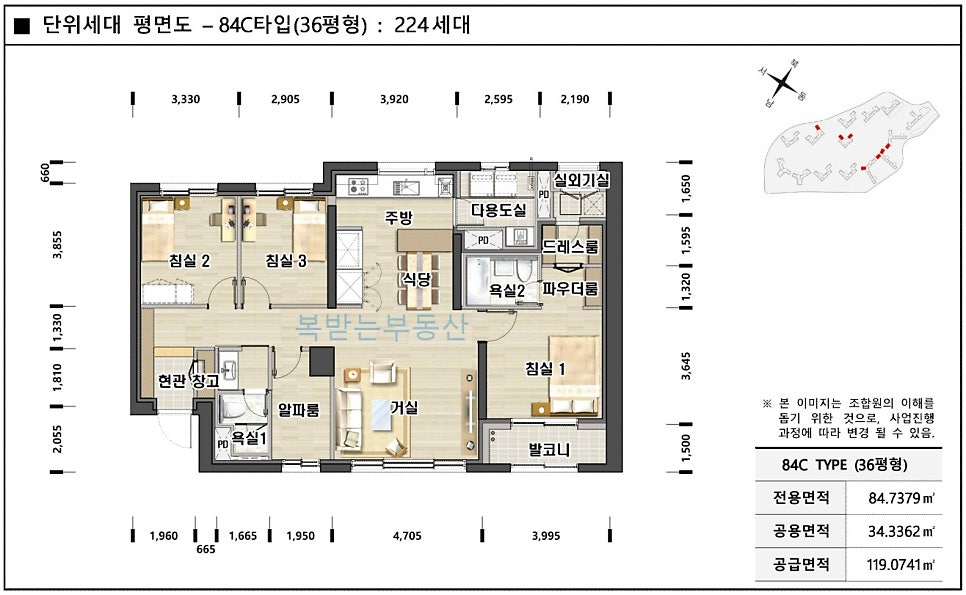 ■ 단위세대 평면도 – 84C타입(36평형) : 224세대
3,330 2,905 3,920 2,595 2,190
북
동
남
서
660 3,855 1,330 1,810 2,055
1,650 1,595 1,320 3,645 1,500
실외기실
PD
다용도실
주방
PD
드레스룸
침실 2
침실 3
식당
욕실2
파우더룸
복받는부동산
침실 1
현관
창고
알파룸
거실
욕실1
PD
발코니
1,960 665 1,665 1,950 4,705 3,995
※ 본 이미지는 조합원의 이해를
돕기 위한 것으로, 사업진행
과정에 따라 변경 될 수 있음.
84C TYPE (36평형)
전용면적 84.7379㎡
공용면적 34.3362㎡
공급면적 119.0741㎡